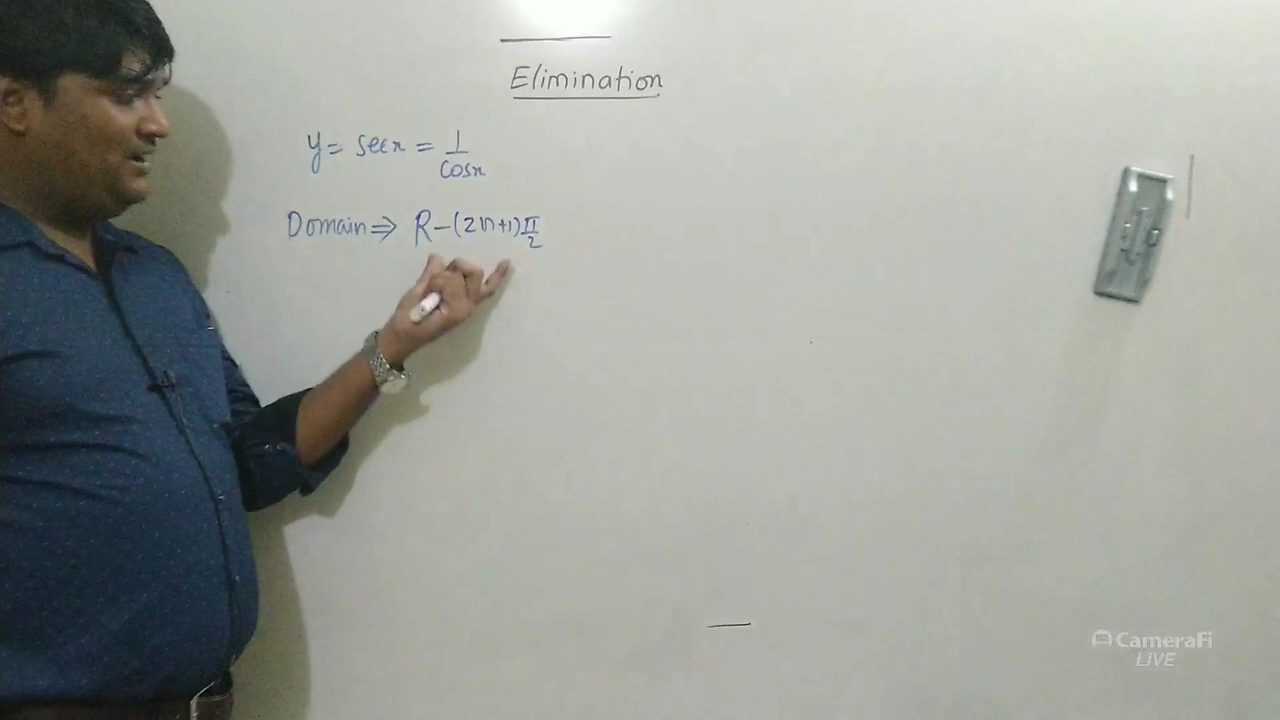 Elimination
y = secx = 1/cosx
Domain ⇒ R-(2n+1)π/2
CameraFi
LIVE